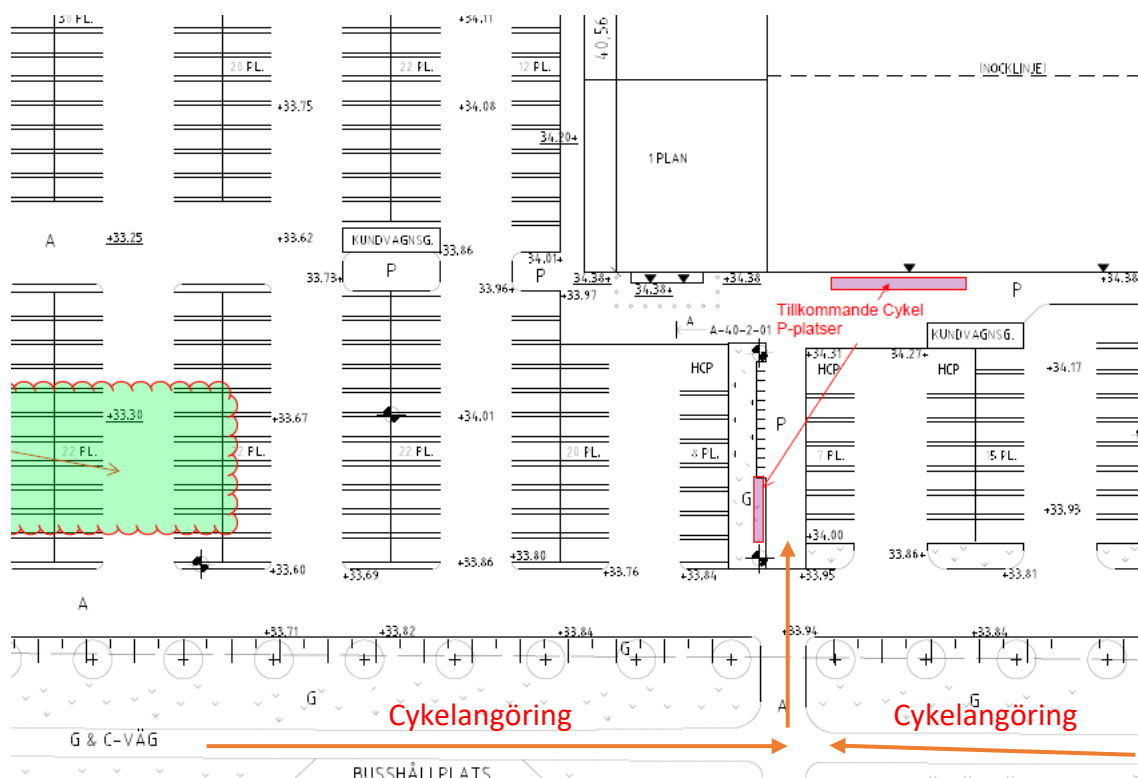 30 PL.
+34.11
40,56
20 PL.
22 PL.
12 PL.
(NOCKLINJE)
+33.75
+34.08
34.20+
1 PLAN
A
+33.25
+33.62
KUNDVAGNSG.
33.86
34.01+
33.73+
P
P
33.96+
+33.97
34.38+
34.38+
+34.38
P
+34.38
Tillkommande Cykel
P-platser
A
A-40-2-01
KUNDVAGNSG.
+34.31
34.27+
HCP
HCP
HCP
+34.17
+33.30
+33.67
+34.01
P
22 PL.
22 PL.
22 PL.
20 PL.
8 PL.
7 PL.
15 PL.
G
+33.93
+34.00
33.86+
+33.80
+33.60
+33.69
+33.86
+33.76
+33.84
+33.95
+33.81
A
+33.71
+33.82
+33.84
+33.94
+33.84
G
G
A
G
Cykelangöring
Cykelangöring
G & C-VÄG
BUSSHÅLLPLATS